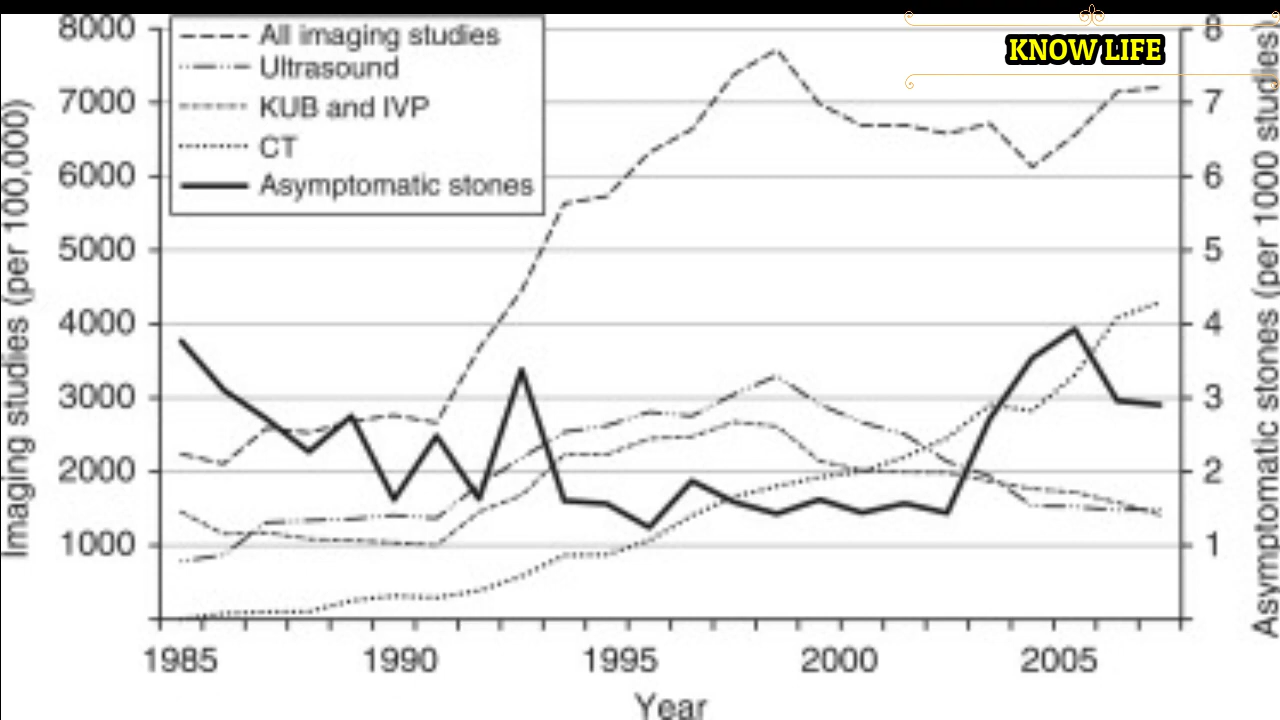 KNOW LIFE
All imaging studies
Ultrasound
KUB and IVP
CT
Asymptomatic stones
Imaging studies (per 100,000)
8000
7000
6000
5000
4000
3000
2000
1000
Asymptomatic stones (per 1000 studies)
8
7
6
5
4
3
2
1
1985 1990 1995 2000 2005
Year